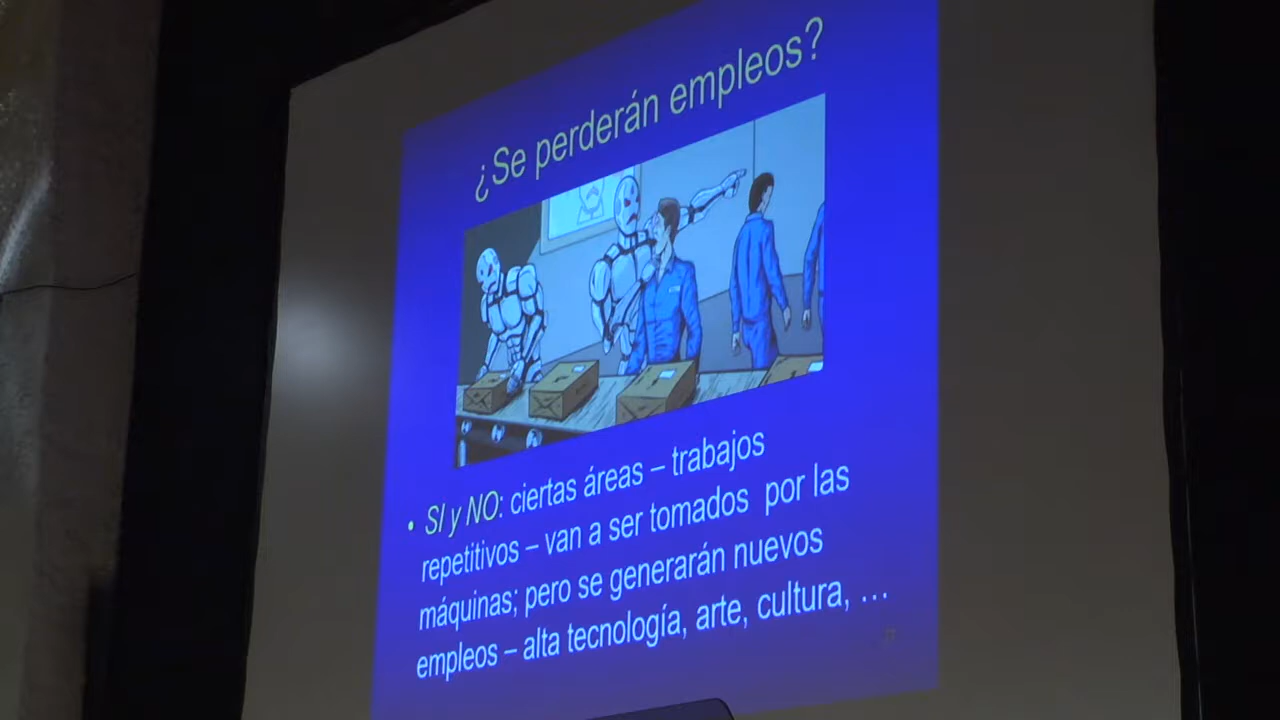 ¿Se perderán empleos?
• SI y NO: ciertas áreas – trabajos
repetitivos – van a ser tomados por las
máquinas; pero se generarán nuevos
empleos – alta tecnología, arte, cultura, ...